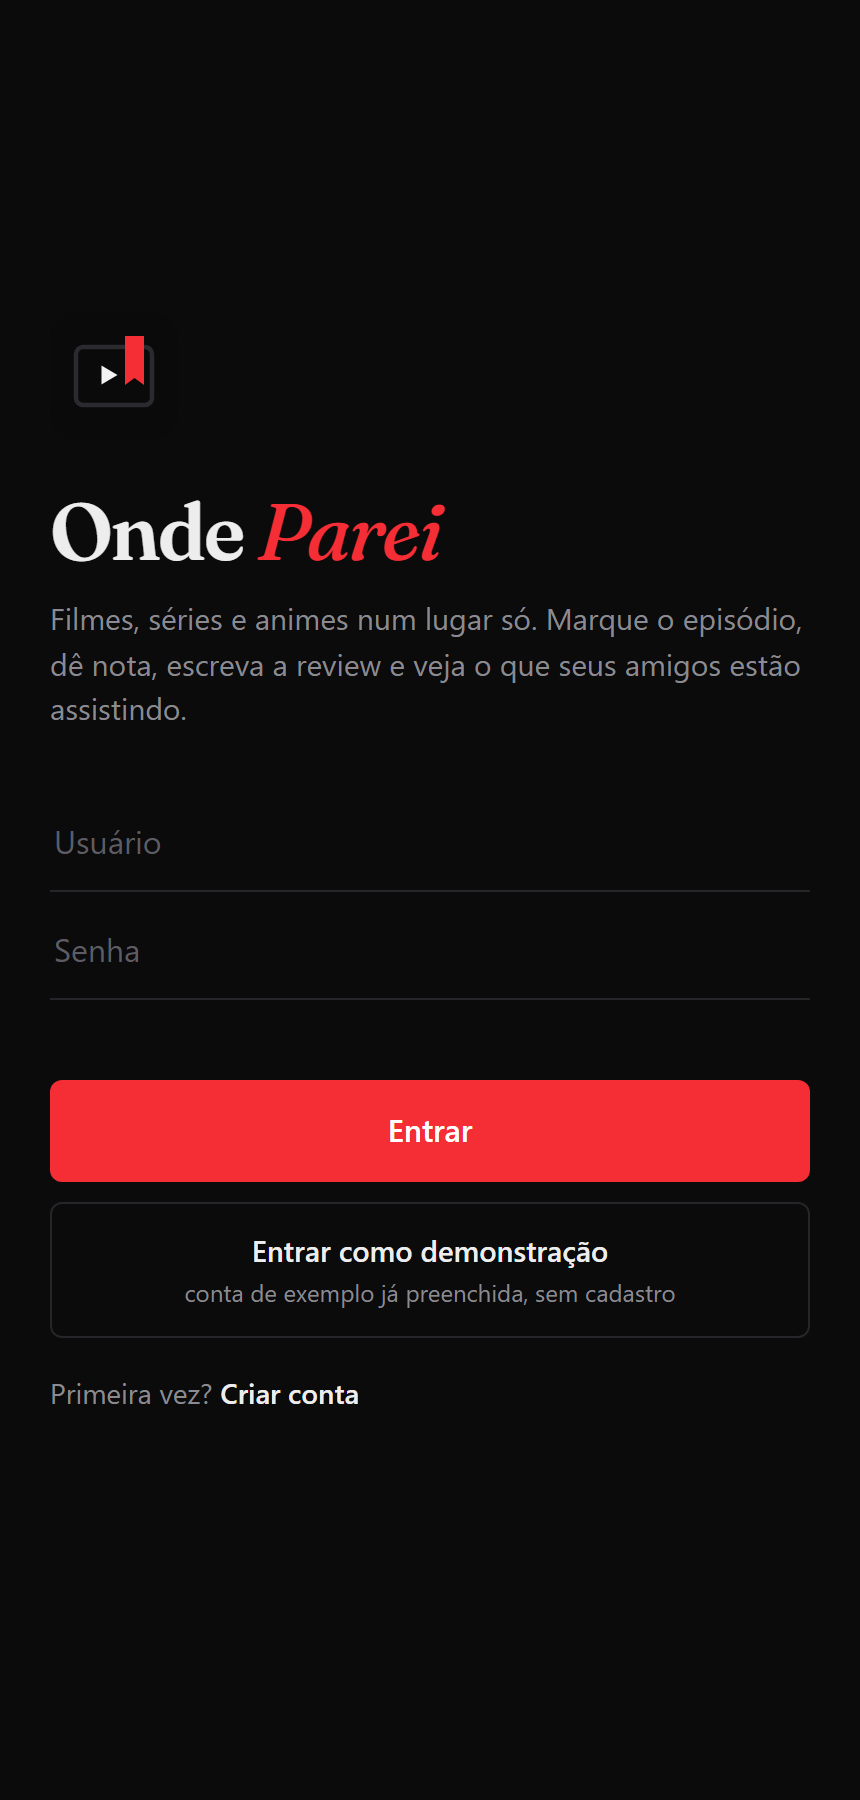 Onde Parei
Filmes, séries e animes num lugar só. Marque o episódio,
dê nota, escreva a review e veja o que seus amigos estão
assistindo.
Usuário
Senha
Entrar
Entrar como demonstração
conta de exemplo já preenchida, sem cadastro
Primeira vez? Criar conta